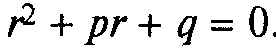 r² + pr + q = 0.